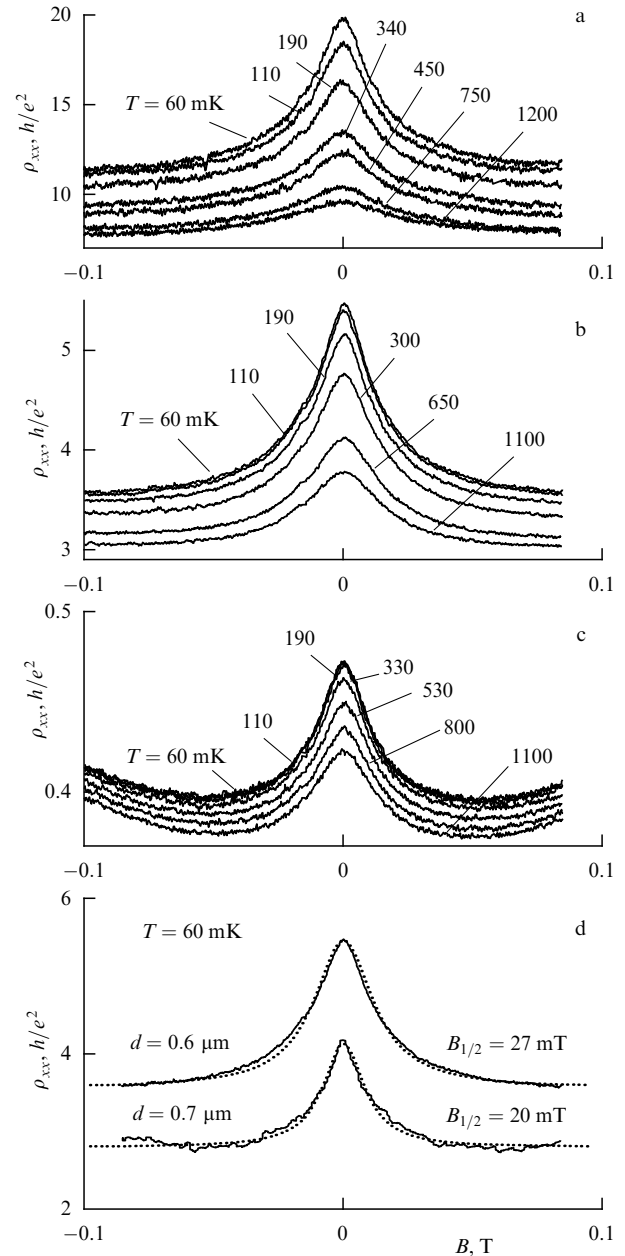 20
a
340
190
450
110
750
T = 60 mK
1200
15
ρxx, h/e²
10
−0.1
0
0.1
b
190
300
5
110
650
T = 60 mK
1100
4
ρxx, h/e²
3
−0.1
0
0.1
0.5
c
190
330
530
110
800
T = 60 mK
1100
ρxx, h/e²
0.4
−0.1
0
0.1
6
d
T = 60 mK
ρxx, h/e²
d = 0.6 μm
B1/2 = 27 mT
4
d = 0.7 μm
B1/2 = 20 mT
2
−0.1
0
0.1
B, T